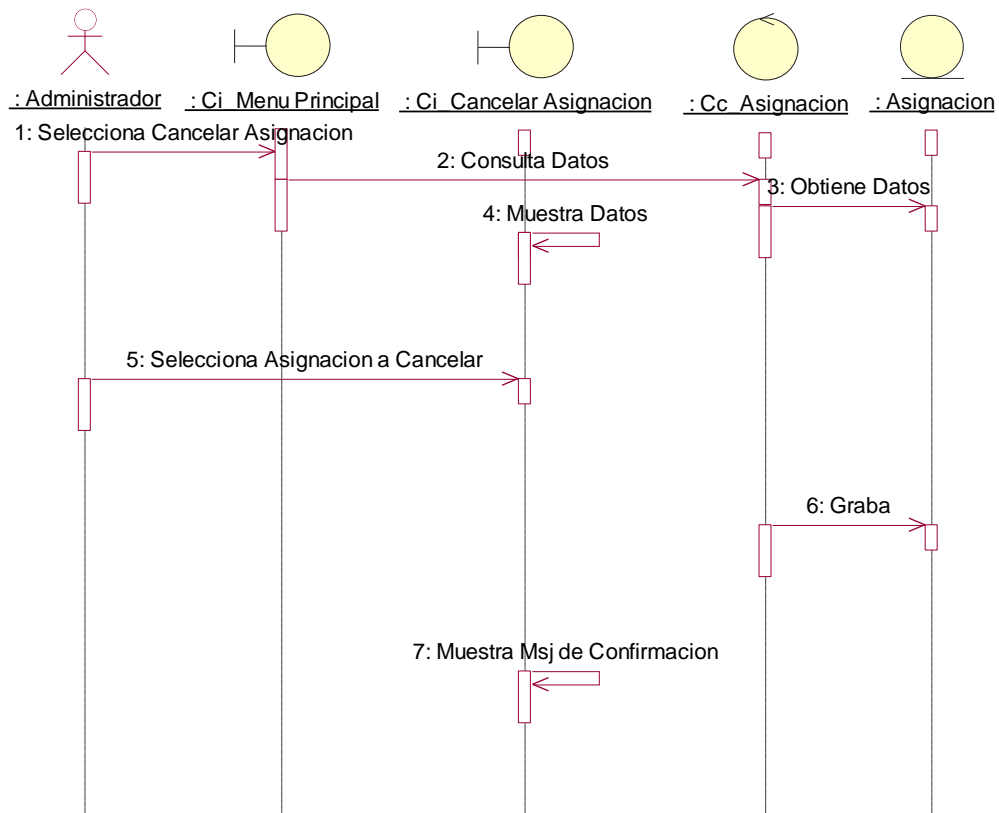 : Administrador
: Ci_Menu Principal
: Ci_Cancelar Asignacion
: Cc_Asignacion
: Asignacion
1: Selecciona Cancelar Asignacion
2: Consulta Datos
3: Obtiene Datos
4: Muestra Datos
5: Selecciona Asignacion a Cancelar
6: Graba
7: Muestra Msj de Confirmacion